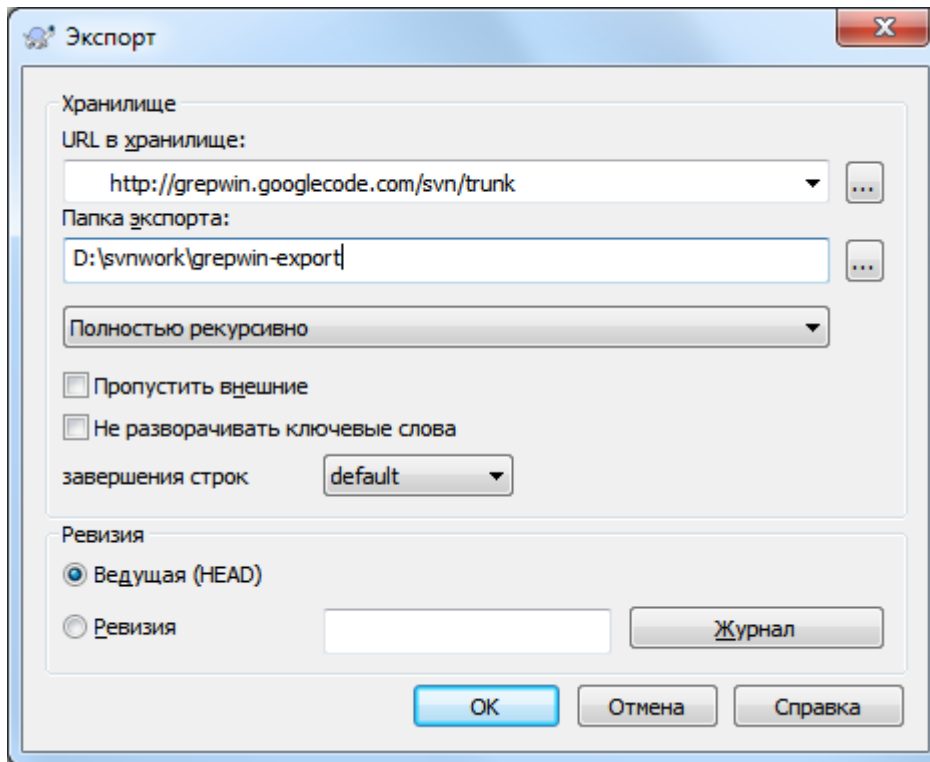 Экспорт
Хранилище
URL в хранилище:
http://grepwin.googlecode.com/svn/trunk
...
Папка экспорта:
D:\svnwork\grepwin-export
...
Полностью рекурсивно
Пропустить внешние
Не разворачивать ключевые слова
завершения строк default
Ревизия
Ведущая (HEAD)
Ревизия Журнал
OK Отмена Справка